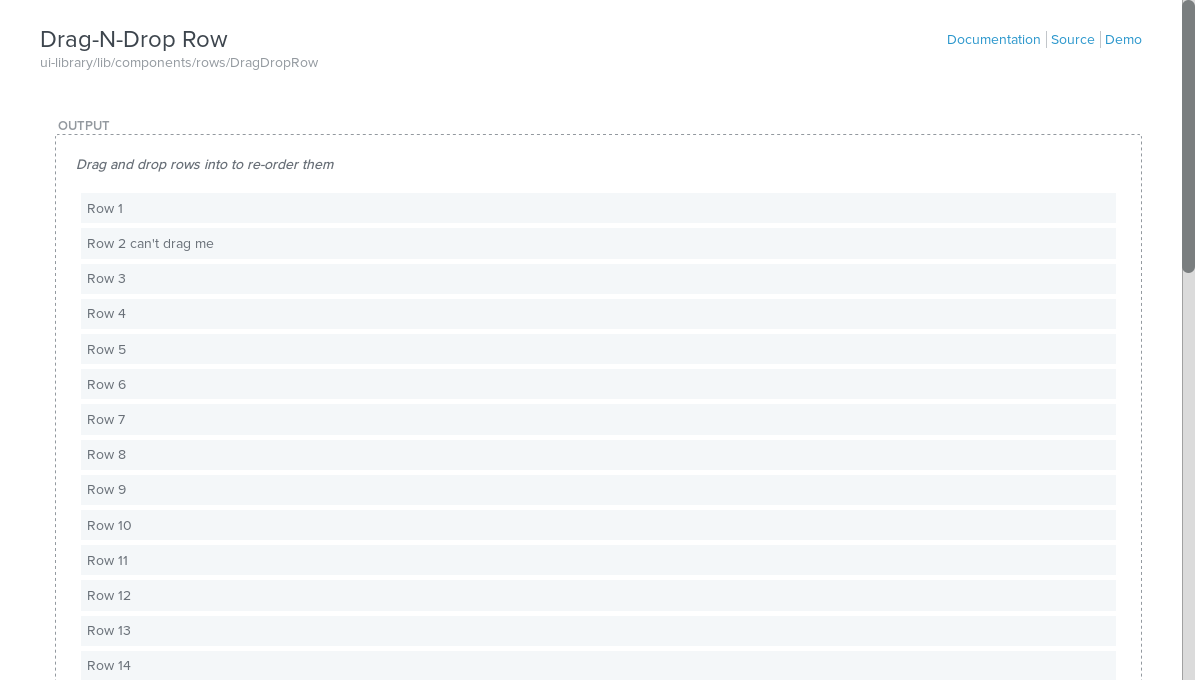 Drag-N-Drop Row
Documentation Source Demo
ui-library/lib/components/rows/DragDropRow
OUTPUT
Drag and drop rows into to re-order them
Row 1
Row 2 can't drag me
Row 3
Row 4
Row 5
Row 6
Row 7
Row 8
Row 9
Row 10
Row 11
Row 12
Row 13
Row 14